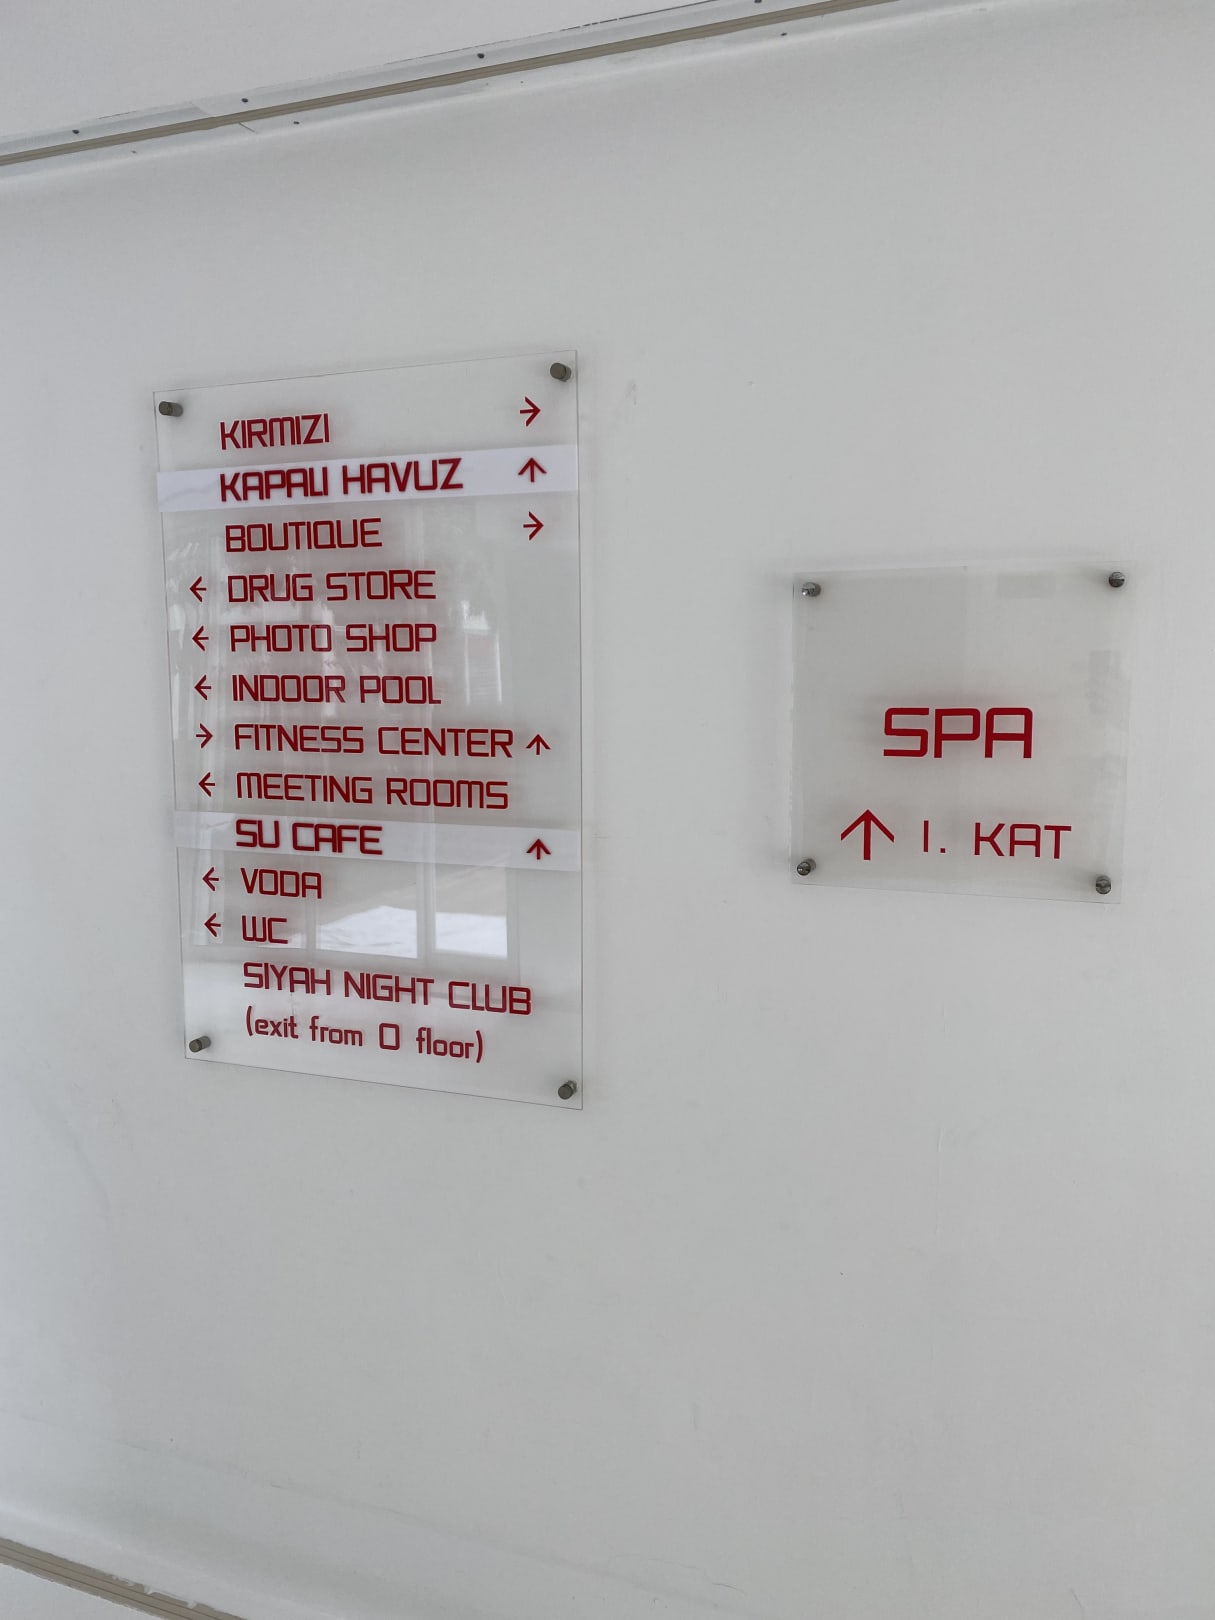 KIRMIZI →
KAPALI HAVUZ ↑
BOUTIQUE →
← DRUG STORE
← PHOTO SHOP
← INDOOR POOL
→ FITNESS CENTER ↑
← MEETING ROOMS
SU CAFE ↑
← VODA
← WC
SIYAH NIGHT CLUB
(exit from 0 floor)
SPA
↑ 1. KAT